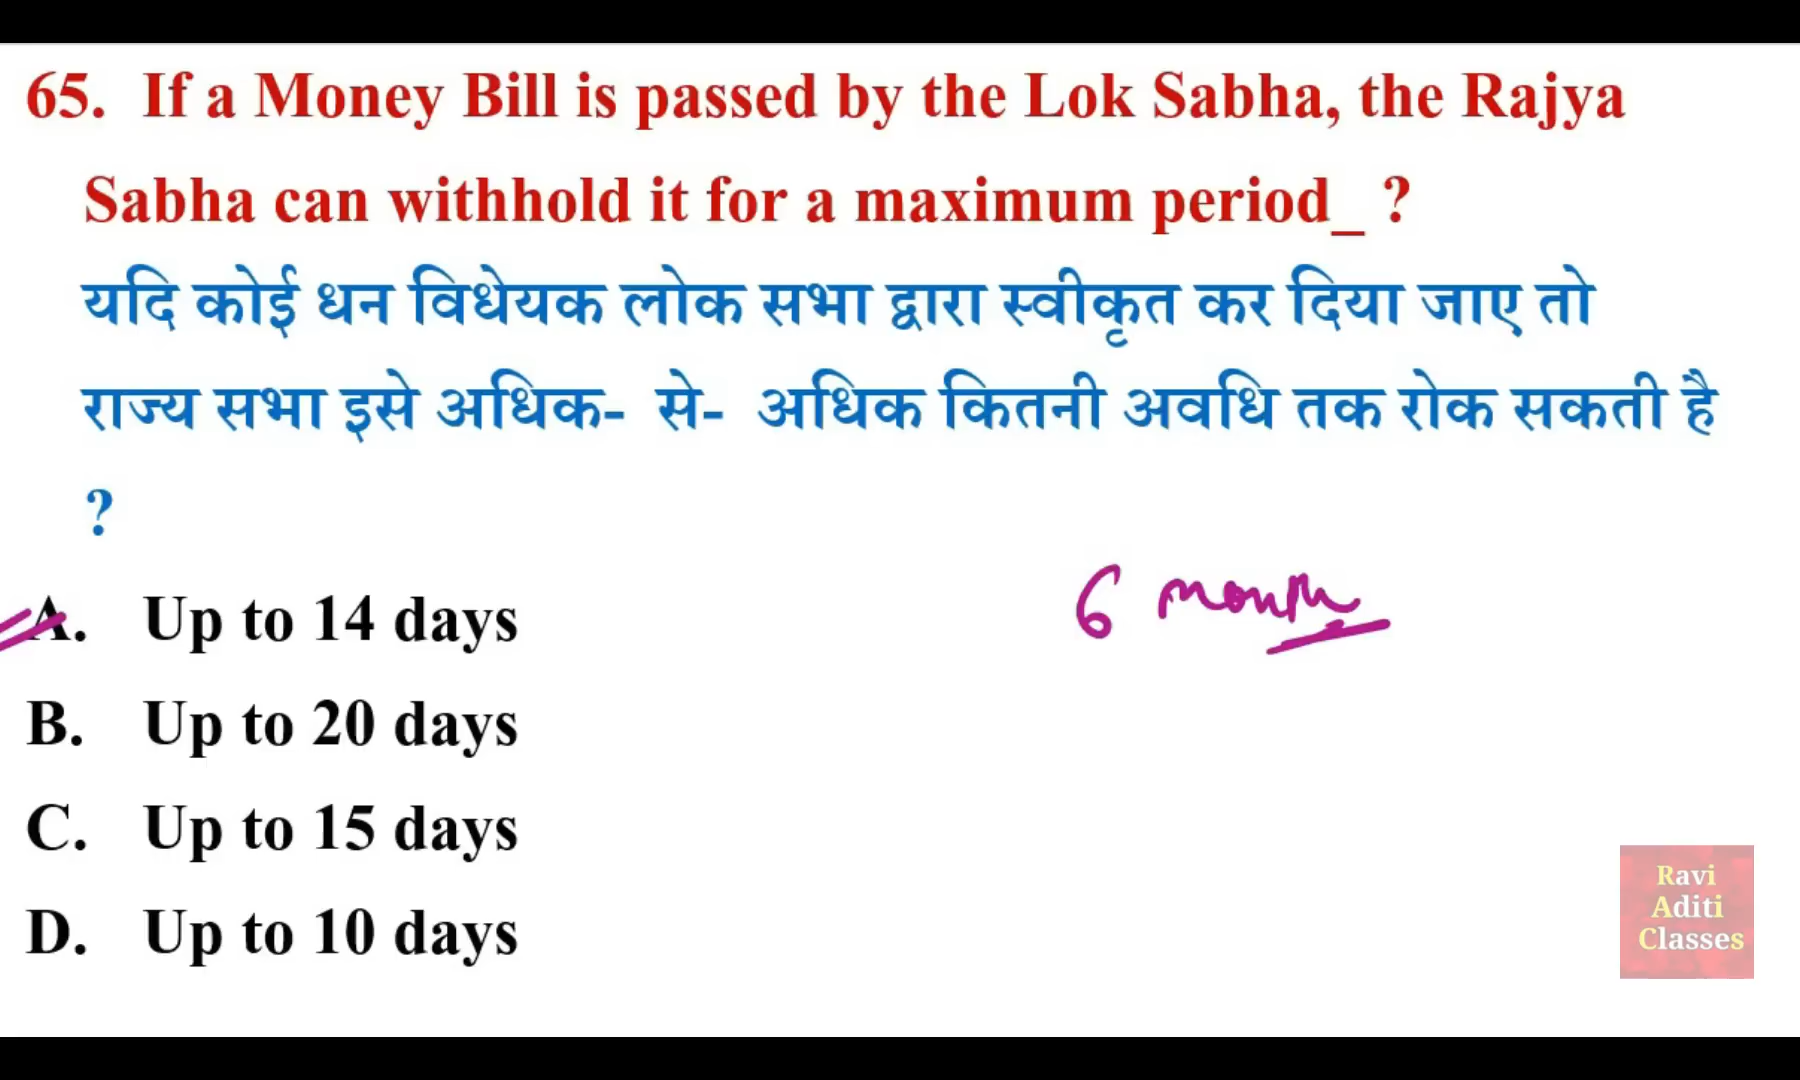 65. If a Money Bill is passed by the Lok Sabha, the Rajya
Sabha can withhold it for a maximum period_ ?
यदि कोई धन विधेयक लोक सभा द्वारा स्वीकृत कर दिया जाए तो
राज्य सभा इसे अधिक- से- अधिक कितनी अवधि तक रोक सकती है
?
6 month
A. Up to 14 days
B. Up to 20 days
C. Up to 15 days
D. Up to 10 days
Ravi
Aditi
Classes